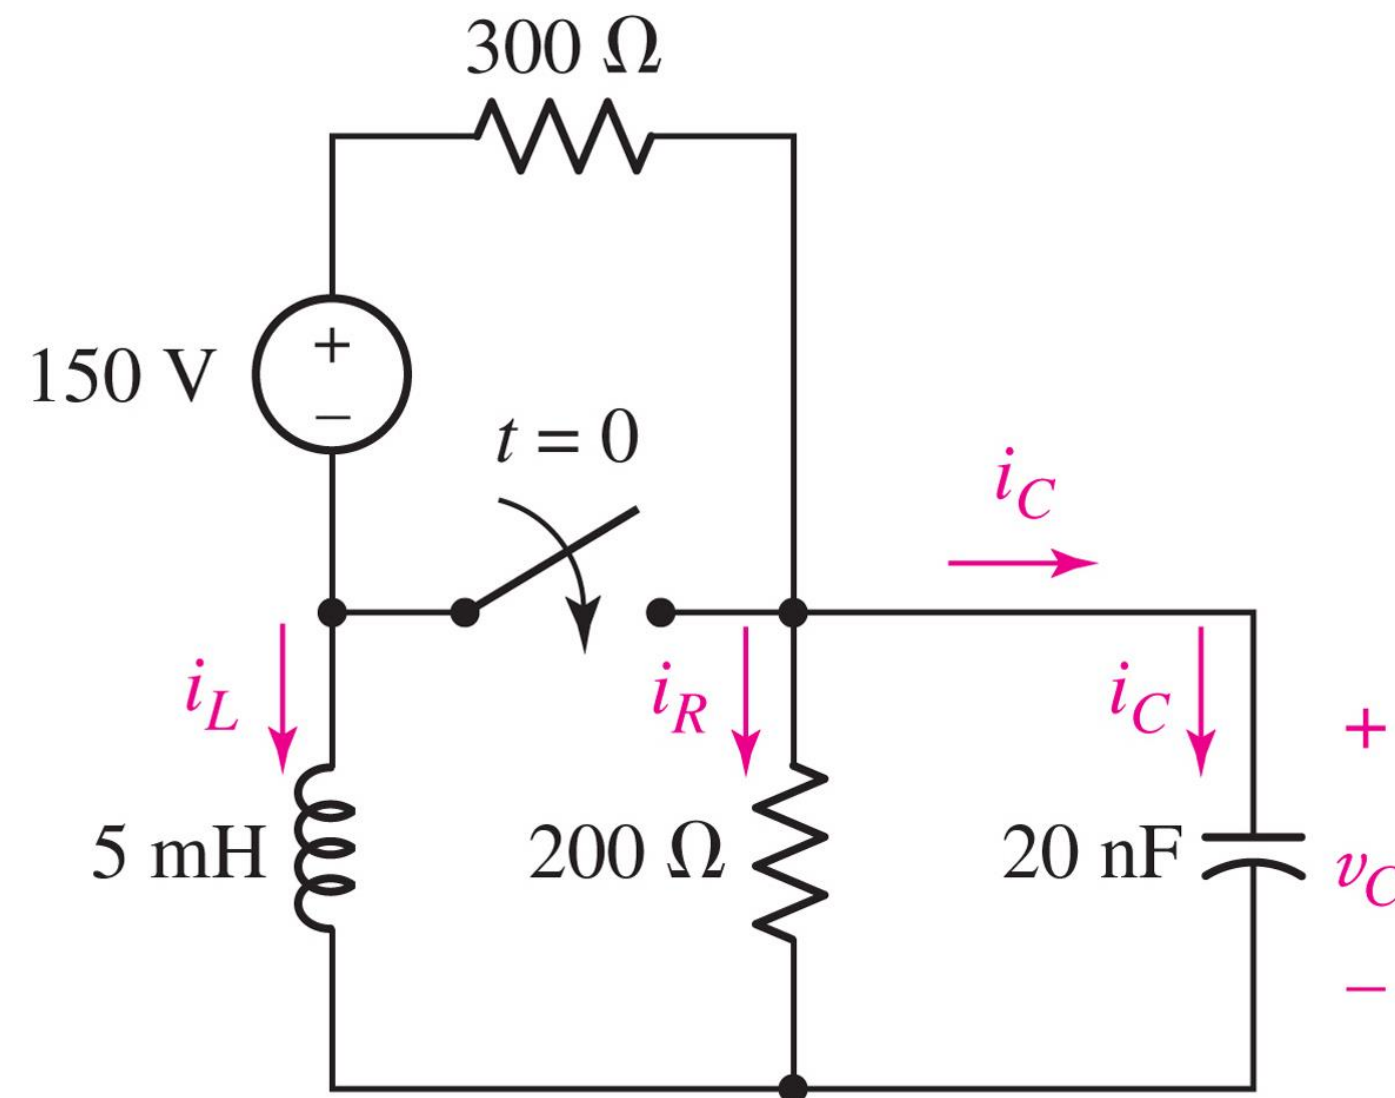 300 Ω
150 V
+
−
t = 0
i_C
i_L
i_R
i_C
+
5 mH
200 Ω
20 nF
v_C
−